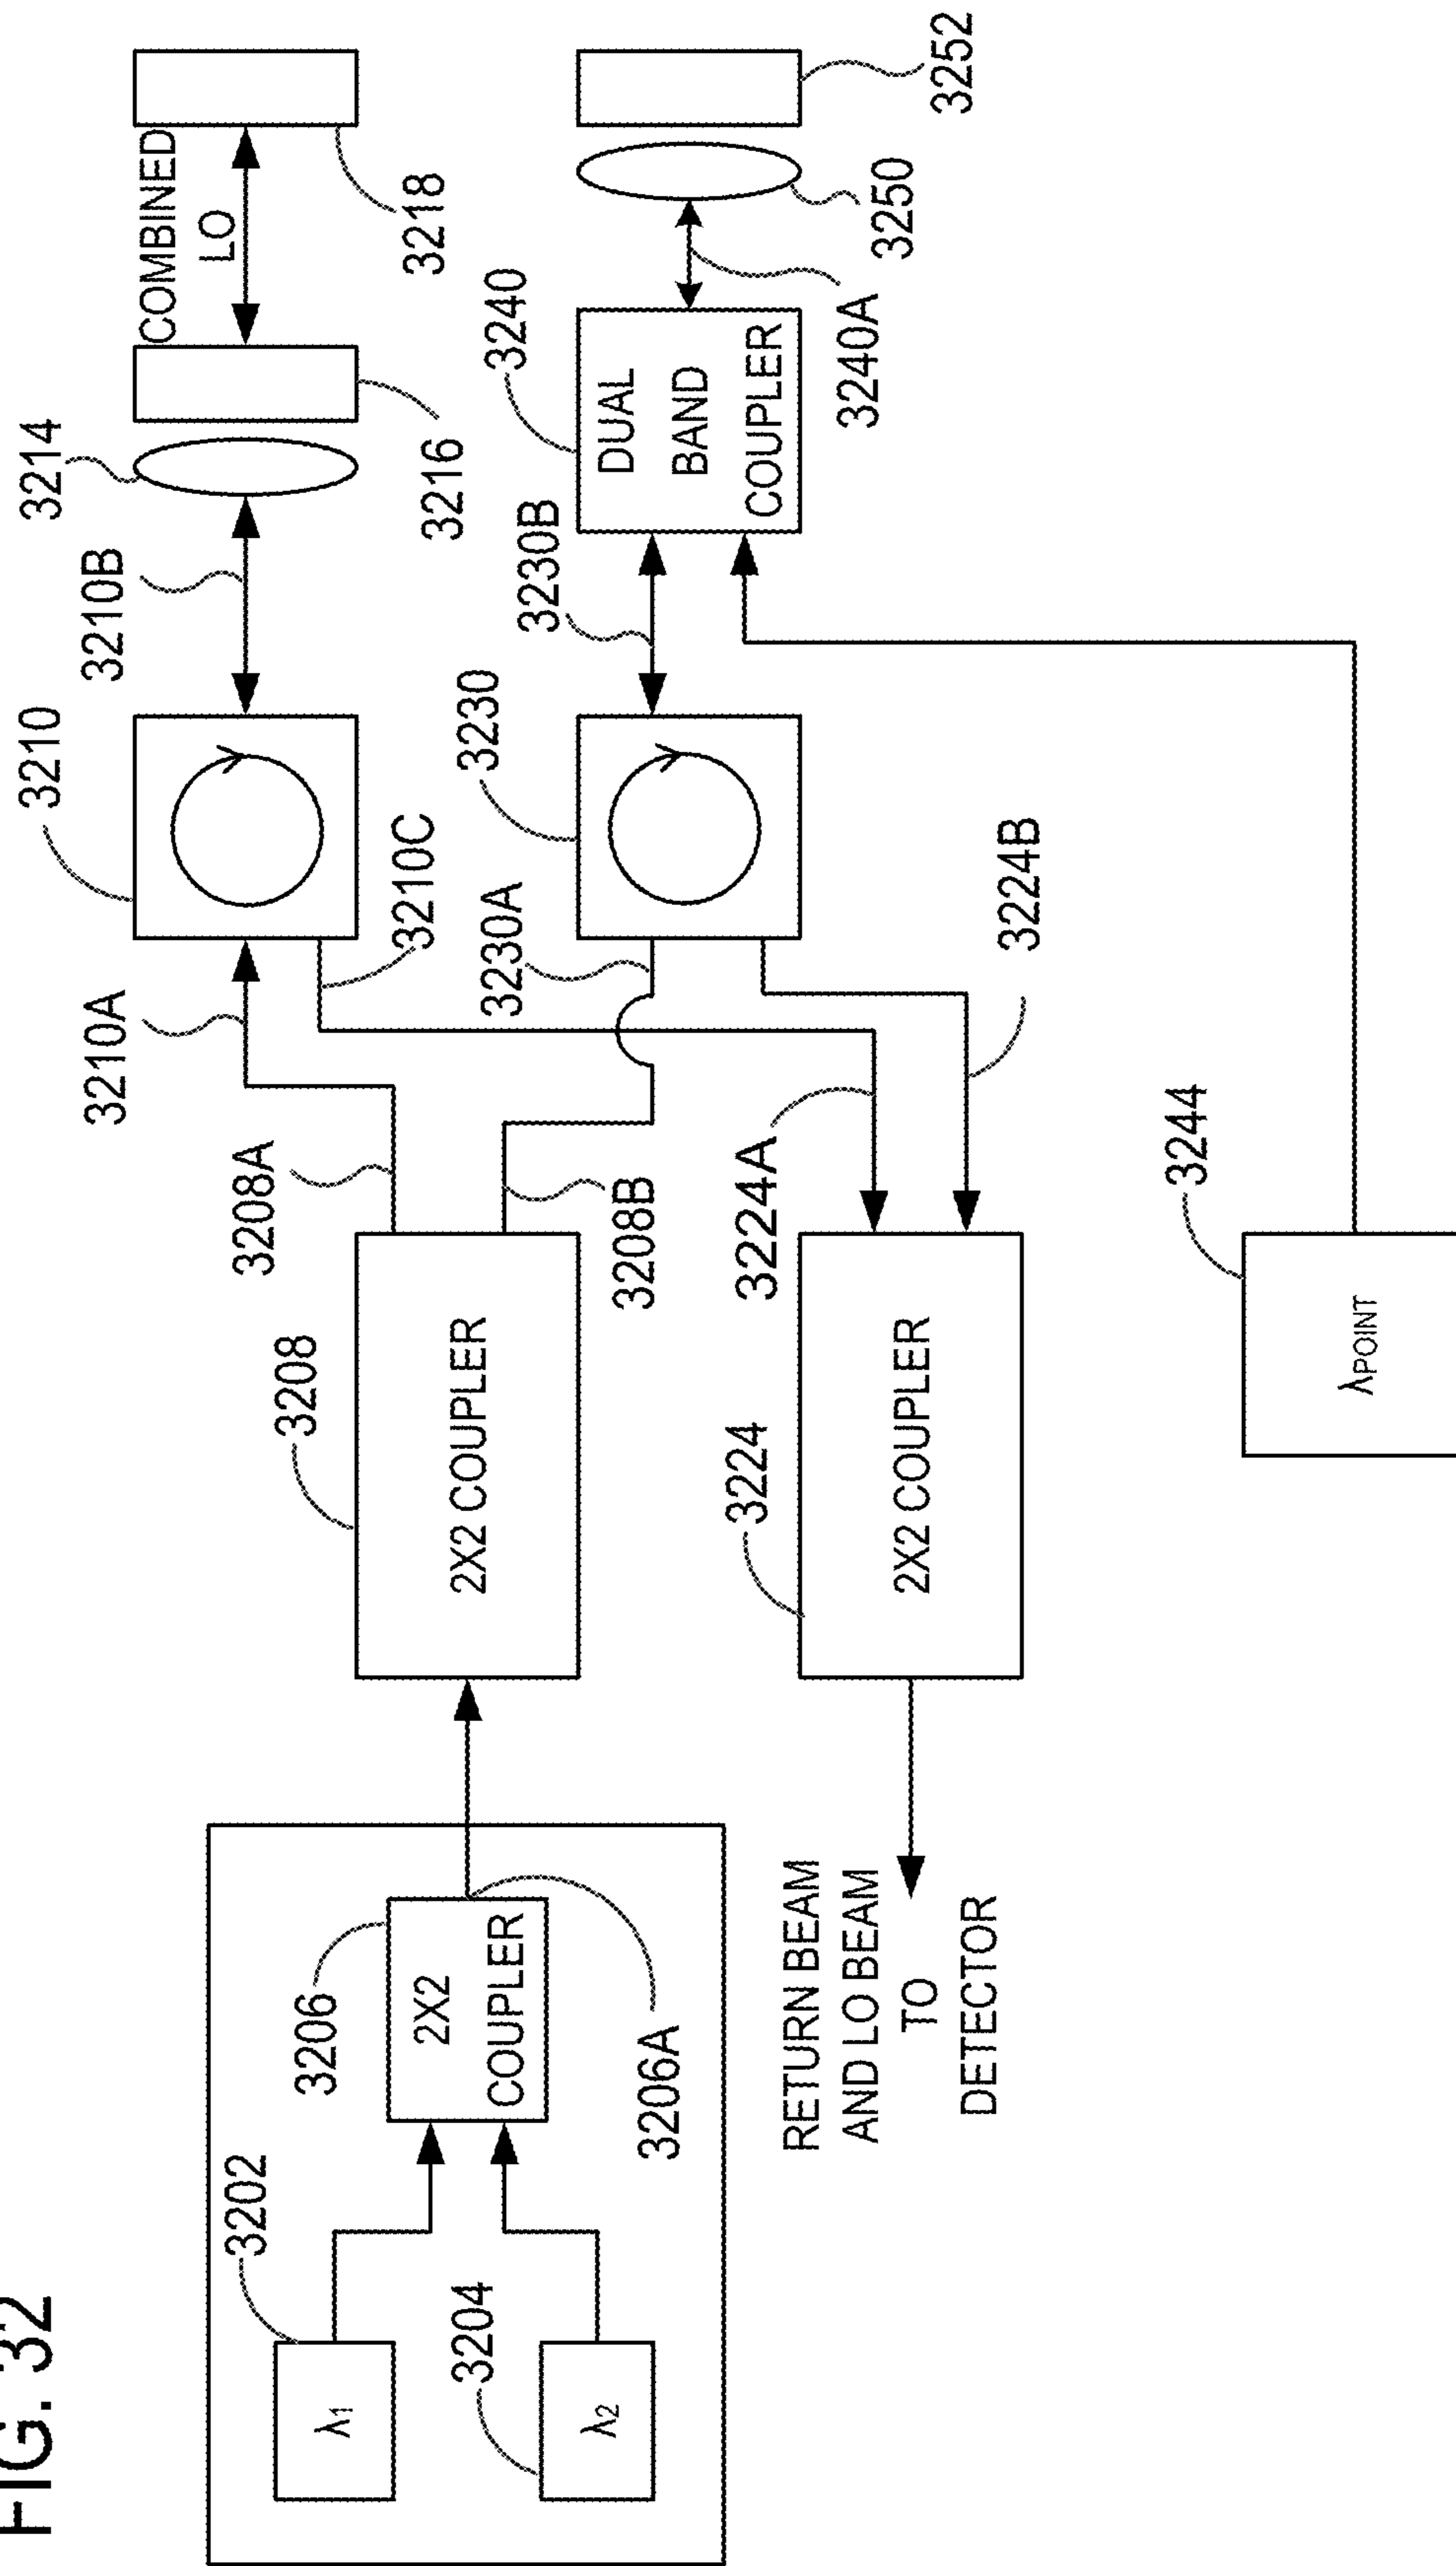 FIG. 32
λ1
3202
λ2
3204
2X2
COUPLER
3206
3206A
2X2 COUPLER
3208
3208A
3208B
3210A
3210
3210B
3210C
3214
3216
COMBINED
LO
3218
3230A
3230
3230B
DUAL
BAND
COUPLER
3240
3240A
3250
3252
2X2 COUPLER
3224
3224A
3224B
RETURN BEAM
AND LO BEAM
TO
DETECTOR
λPOINT
3244